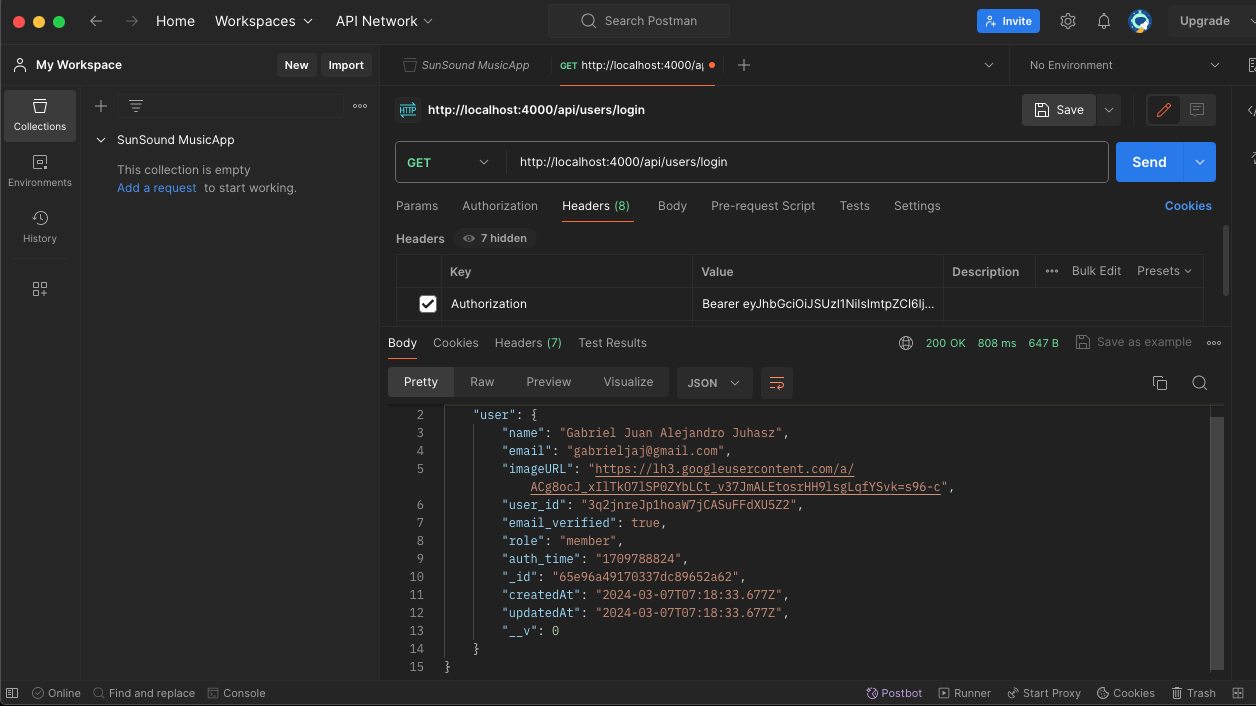 Home Workspaces API Network Search Postman Invite Upgrade
My Workspace New Import SunSound MusicApp GET http://localhost:4000/a No Environment
Collections
Environments
History
SunSound MusicApp
This collection is empty
Add a request to start working.
HTTP http://localhost:4000/api/users/login Save
GET http://localhost:4000/api/users/login Send
Params Authorization Headers (8) Body Pre-request Script Tests Settings Cookies
Headers 7 hidden
Key Value Description Bulk Edit Presets
Authorization Bearer
Body Cookies Headers (7) Test Results 200 OK 808 ms 647 B Save as example
Pretty Raw Preview Visualize JSON
2 "user": {
3 "name": "Gabriel Juan Alejandro Juhasz",
4 "email": "gabrieljaj@gmail.com",
5 "imageURL": "https://lh3.googleusercontent.com/a/
ACg8ocJ_xIlTkO7lSP0ZYbLCt_v37JmALEtosrHH9lsgLqfYSvk=s96-c",
6 "user_id": "3q2jnreJp1hoaW7jCASuFFdXU5Z2",
7 "email_verified": true,
8 "role": "member",
9 "auth_time": "1709788824",
10 "_id": "65e96a49170337dc89652a62",
11 "createdAt": "2024-03-07T07:18:33.677Z",
12 "updatedAt": "2024-03-07T07:18:33.677Z",
13 "__v": 0
14 }
15 }
Online Find and replace Console Postbot Runner Start Proxy Cookies Trash